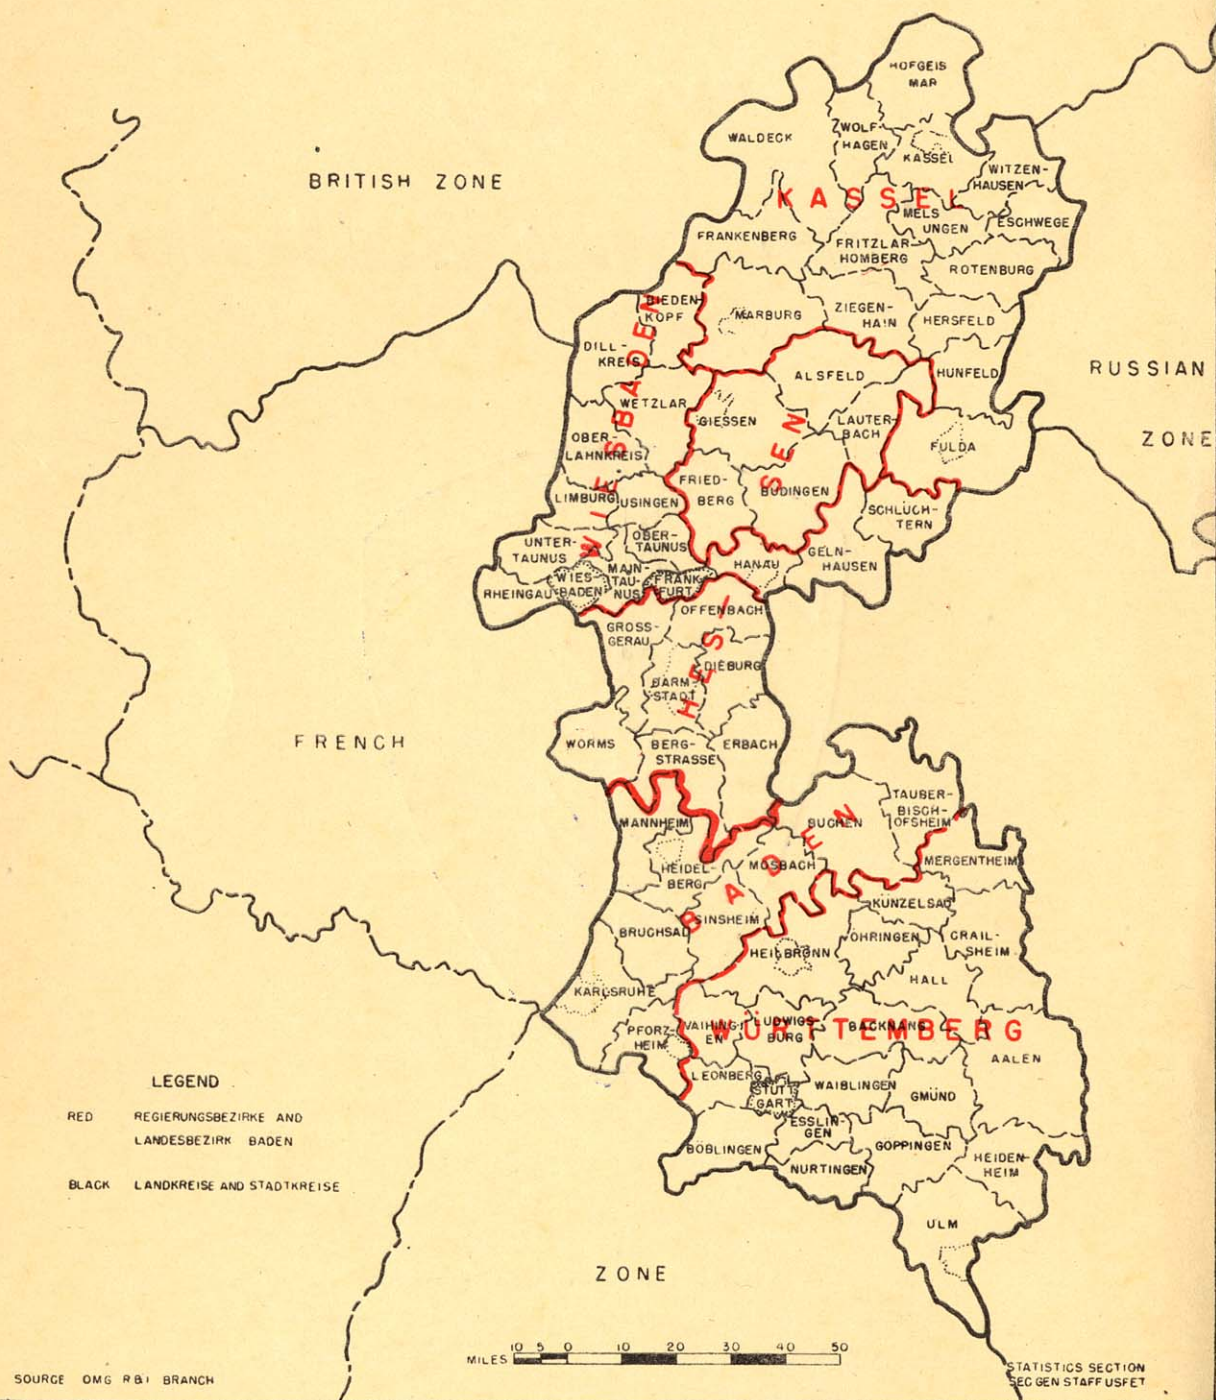 HOFGEIS
MAR
WALDECK
WOLF-
HAGEN
KASSEL
WITZEN-
HAUSEN
BRITISH ZONE
KASSEL
MELS
UNGEN
ESCHWEGE
FRANKENBERG
FRITZLAR-
HOMBERG
ROTENBURG
BIEDEN-
KOPF
MARBURG
ZIEGEN-
HAIN
HERSFELD
DILL-
KREIS
ALSFELD
HUNFELD
RUSSIAN
ZONE
WIESBADEN
WETZLAR
GIESSEN
LAUTER-
BACH
FULDA
OBER-
LAHNKREIS
FRIED-
BERG
BUDINGEN
LIMBURG
USINGEN
SCHLÜCH-
TERN
UNTER-
TAUNUS
OBER-
TAUNUS
HANAU
GELN-
HAUSEN
RHEINGAU
WIES-
BADEN
MAIN-
TAU-
NUS
FRANK-
FURT
OFFENBACH
GROSS-
GERAU
HES-
SEN
DIEBURG
DARM-
STADT
FRENCH
WORMS
BERG-
STRASSE
ERBACH
TAUBER-
BISCH-
OFSHEIM
MANNHEIM
BUCHEN
BADEN
HEIDEL-
BERG
MOSBACH
MERGENTHEIM
KÜNZELSAU
SINSHEIM
BRUCHSAL
HEILBRONN
ÖHRINGEN
CRAIL-
SHEIM
HALL
KARLSRUHE
PFORZ-
HEIM
VAIHING-
EN
LUDWIGS-
BURG
BACKNANG
WÜRTTEMBERG
AALEN
LEONBERG
STUTT
GART
WAIBLINGEN
GMÜND
ESSLIN-
GEN
BÖBLINGEN
NURTINGEN
GOPPINGEN
HEIDEN-
HEIM
ULM
LEGEND
RED REGIERUNGSBEZIRKE AND
LANDESBEZIRK BADEN
BLACK LANDKREISE AND STADTKREISE
ZONE
10 5 0 10 20 30 40 50
MILES
SOURCE OMG R&I BRANCH
STATISTICS SECTION
SEC GEN STAFF USFET